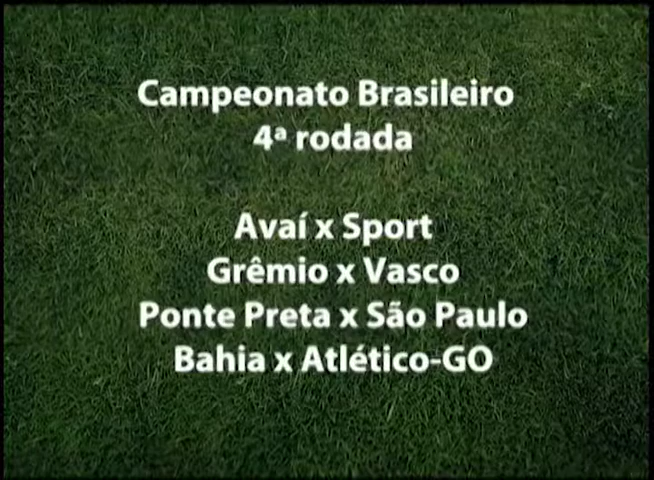 Campeonato Brasileiro
4ª rodada
Avaí x Sport
Grêmio x Vasco
Ponte Preta x São Paulo
Bahia x Atlético-GO